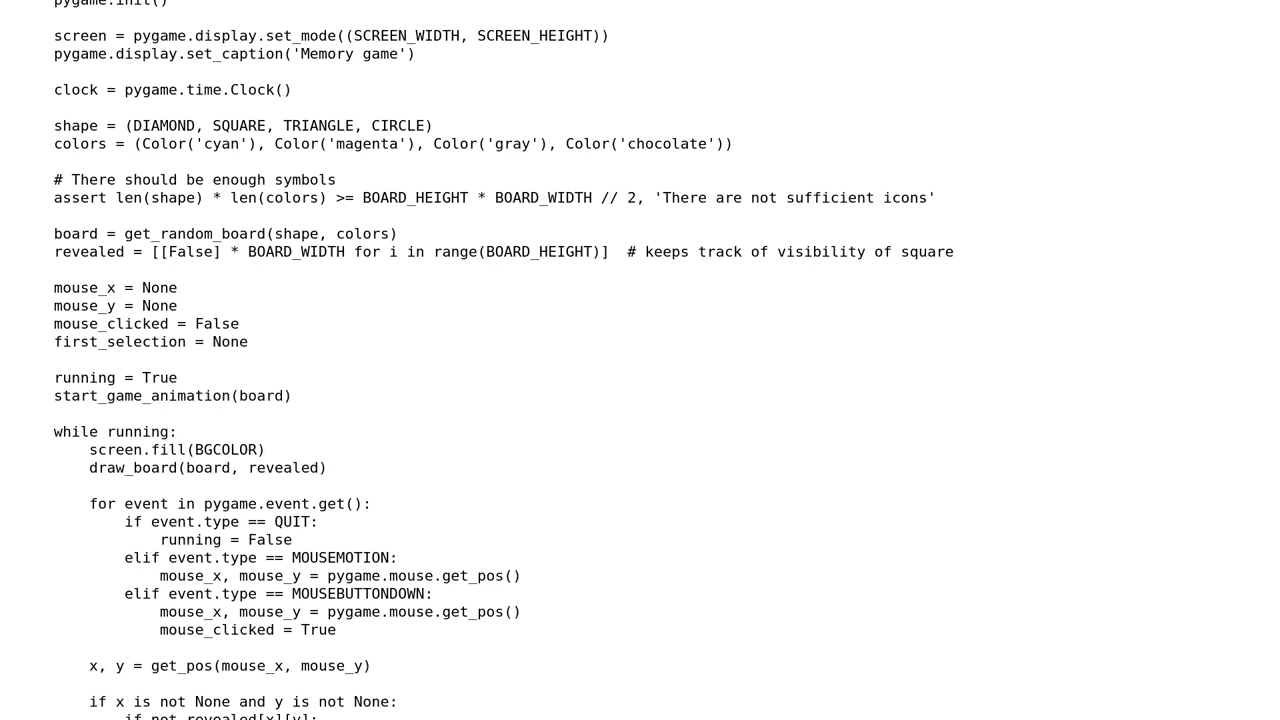 pygame.init()

screen = pygame.display.set_mode((SCREEN_WIDTH, SCREEN_HEIGHT))
pygame.display.set_caption('Memory game')

clock = pygame.time.Clock()

shape = (DIAMOND, SQUARE, TRIANGLE, CIRCLE)
colors = (Color('cyan'), Color('magenta'), Color('gray'), Color('chocolate'))

# There should be enough symbols
assert len(shape) * len(colors) >= BOARD_HEIGHT * BOARD_WIDTH // 2, 'There are not sufficient icons'

board = get_random_board(shape, colors)
revealed = [[False] * BOARD_WIDTH for i in range(BOARD_HEIGHT)]  # keeps track of visibility of square

mouse_x = None
mouse_y = None
mouse_clicked = False
first_selection = None

running = True
start_game_animation(board)

while running:
    screen.fill(BGCOLOR)
    draw_board(board, revealed)

    for event in pygame.event.get():
        if event.type == QUIT:
            running = False
        elif event.type == MOUSEMOTION:
            mouse_x, mouse_y = pygame.mouse.get_pos()
        elif event.type == MOUSEBUTTONDOWN:
            mouse_x, mouse_y = pygame.mouse.get_pos()
            mouse_clicked = True

    x, y = get_pos(mouse_x, mouse_y)

    if x is not None and y is not None:
        if not revealed[x][y]: